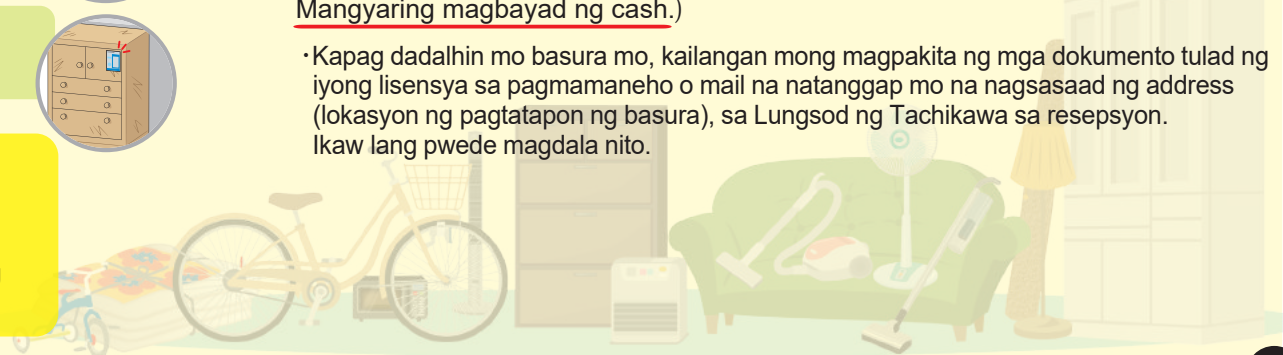 Mangyaring magbayad ng cash.)
･Kapag dadalhin mo basura mo, kailangan mong magpakita ng mga dokumento tulad ng
iyong lisensya sa pagmamaneho o mail na natanggap mo na nagsasaad ng address
(lokasyon ng pagtatapon ng basura), sa Lungsod ng Tachikawa sa resepsyon.
Ikaw lang pwede magdala nito.